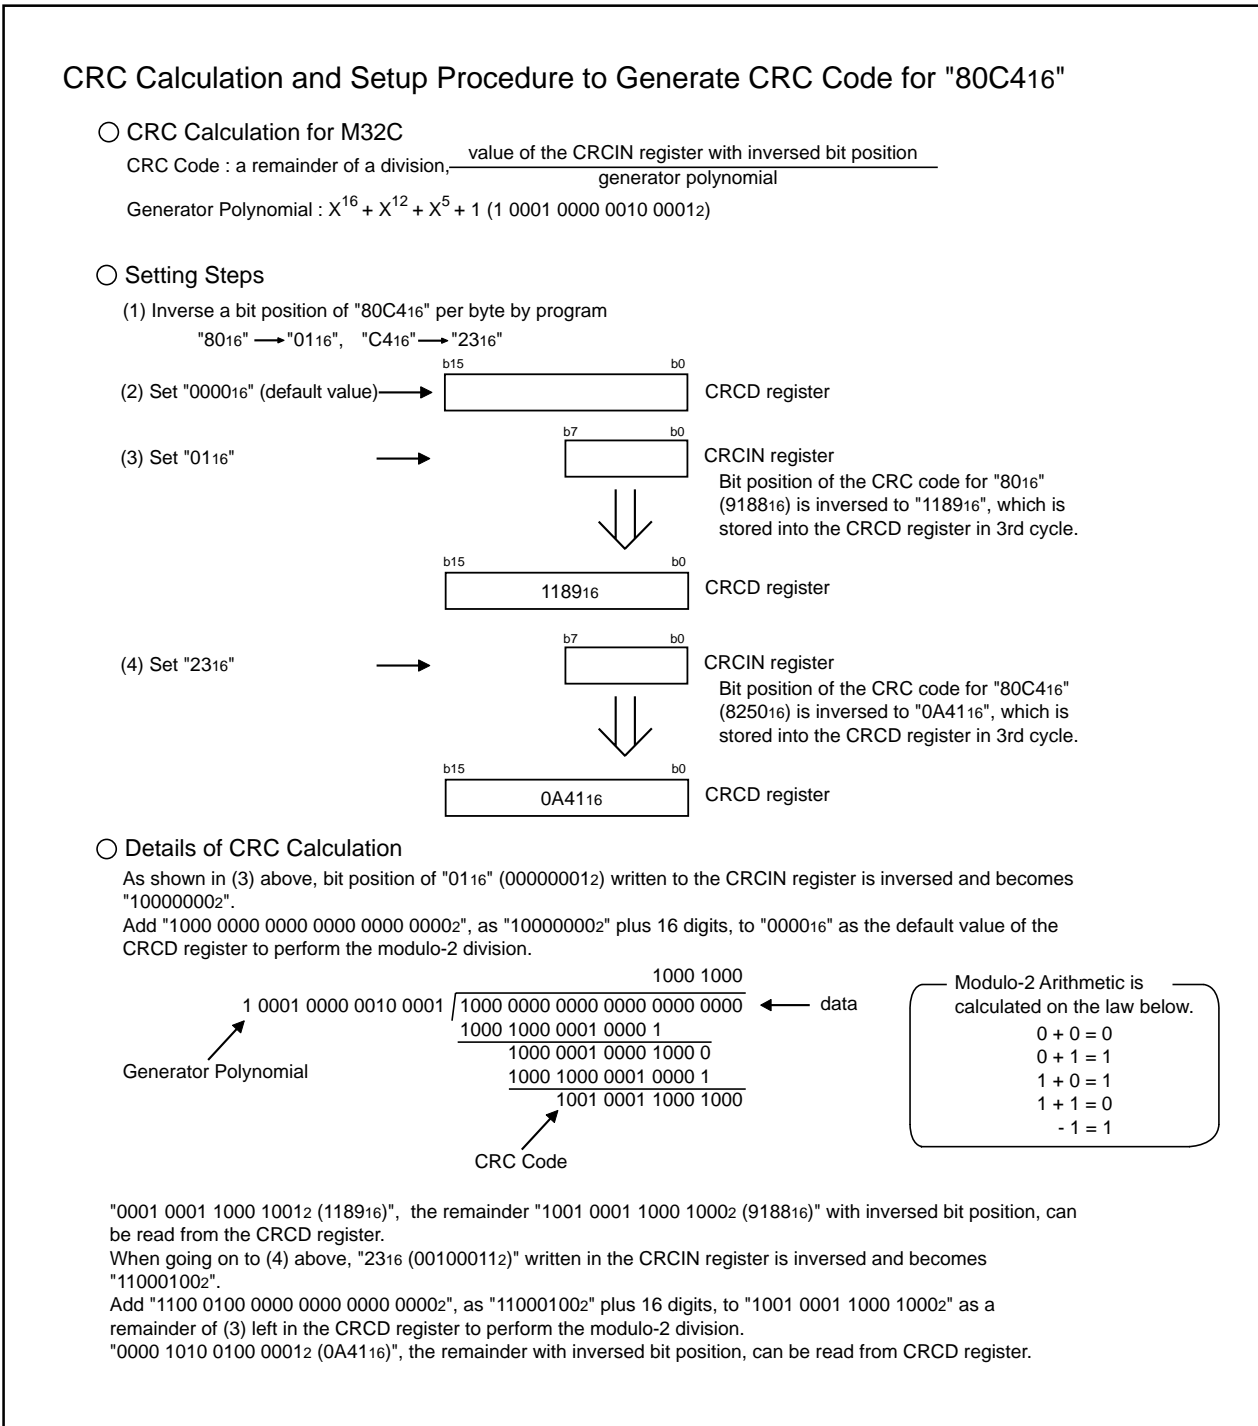 CRC Calculation and Setup Procedure to Generate CRC Code for "80C416"
CRC Calculation for M32C
CRC Code : a remainder of a division, value of the CRCIN register with inversed bit position
generator polynomial
Generator Polynomial : X16 + X12 + X5 + 1 (1 0001 0000 0010 00012)
Setting Steps
(1) Inverse a bit position of "80C416" per byte by program
"8016" "0116", "C416" "2316"
b15 b0
(2) Set "000016" (default value) CRCD register
b7 b0
(3) Set "0116" CRCIN register
Bit position of the CRC code for "8016"
(918816) is inversed to "118916", which is
stored into the CRCD register in 3rd cycle.
b15 b0
118916 CRCD register
b7 b0
(4) Set "2316" CRCIN register
Bit position of the CRC code for "80C416"
(825016) is inversed to "0A4116", which is
stored into the CRCD register in 3rd cycle.
b15 b0
0A4116 CRCD register
Details of CRC Calculation
As shown in (3) above, bit position of "0116" (000000012) written to the CRCIN register is inversed and becomes
"100000002".
Add "1000 0000 0000 0000 0000 00002", as "100000002" plus 16 digits, to "000016" as the default value of the
CRCD register to perform the modulo-2 division.
1000 1000
1 0001 0000 0010 0001 1000 0000 0000 0000 0000 0000 data
1000 1000 0001 0000 1
1000 0001 0000 1000 0
Generator Polynomial
1000 1000 0001 0000 1
1001 0001 1000 1000
CRC Code
Modulo-2 Arithmetic is
calculated on the law below.
0 + 0 = 0
0 + 1 = 1
1 + 0 = 1
1 + 1 = 0
- 1 = 1
"0001 0001 1000 10012 (118916)", the remainder "1001 0001 1000 10002 (918816)" with inversed bit position, can
be read from the CRCD register.
When going on to (4) above, "2316 (001000112)" written in the CRCIN register is inversed and becomes
"110001002".
Add "1100 0100 0000 0000 0000 00002", as "110001002" plus 16 digits, to "1001 0001 1000 10002" as a
remainder of (3) left in the CRCD register to perform the modulo-2 division.
"0000 1010 0100 00012 (0A4116)", the remainder with inversed bit position, can be read from CRCD register.